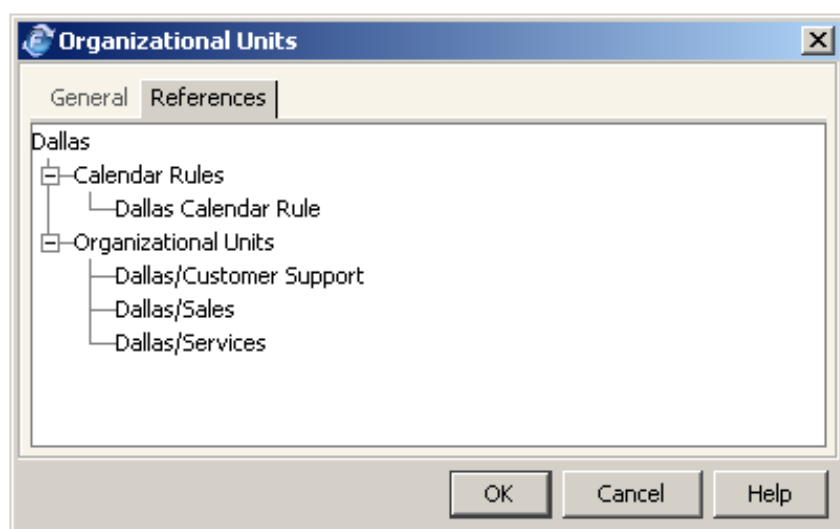 Organizational Units
General References
Dallas
Calendar Rules
Dallas Calendar Rule
Organizational Units
Dallas/Customer Support
Dallas/Sales
Dallas/Services
OK Cancel Help